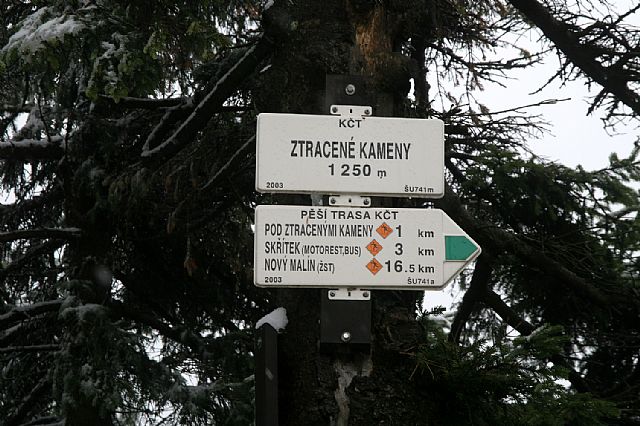 KČT
ZTRACENÉ KAMENY
1 250 m
2003 ŠU741m
PĚŠÍ TRASA KČT
POD ZTRACENÝMI KAMENY 1 km
SKŘÍTEK (MOTOREST,BUS) 3 km
NOVÝ MALÍN (ŽST) 16.5 km
2003 ŠU741a